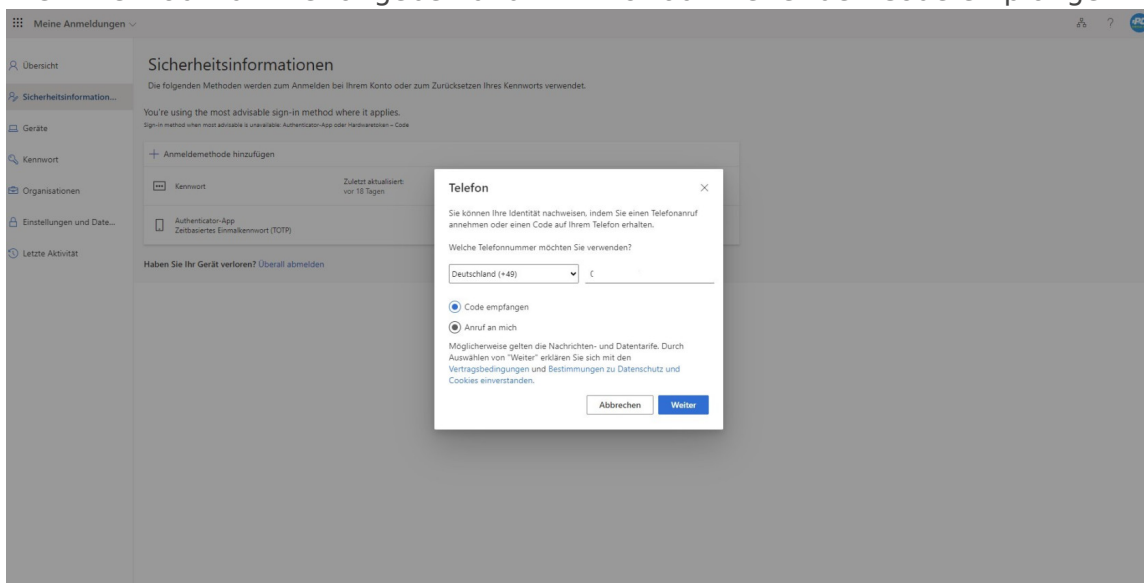 Meine Anmeldungen
?
Übersicht
Sicherheitsinformation...
Geräte
Kennwort
Organisationen
Einstellungen und Date...
Letzte Aktivität
Sicherheitsinformationen
Die folgenden Methoden werden zum Anmelden bei Ihrem Konto oder zum Zurücksetzen Ihres Kennworts verwendet.
You're using the most advisable sign-in method where it applies.
Sign-in method when most advisable is unavailable: Authenticator-App oder Hardwaretoken – Code
+ Anmeldemethode hinzufügen
Kennwort
Zuletzt aktualisiert:
vor 18 Tagen
Authenticator-App
Zeitbasiertes Einmalkennwort (TOTP)
Haben Sie Ihr Gerät verloren? Überall abmelden
Telefon
Sie können Ihre Identität nachweisen, indem Sie einen Telefonanruf
annehmen oder einen Code auf Ihrem Telefon erhalten.
Welche Telefonnummer möchten Sie verwenden?
Deutschland (+49)
Code empfangen
Anruf an mich
Möglicherweise gelten die Nachrichten- und Datentarife. Durch
Auswählen von "Weiter" erklären Sie sich mit den
Vertragsbedingungen und Bestimmungen zu Datenschutz und
Cookies einverstanden.
Abbrechen
Weiter